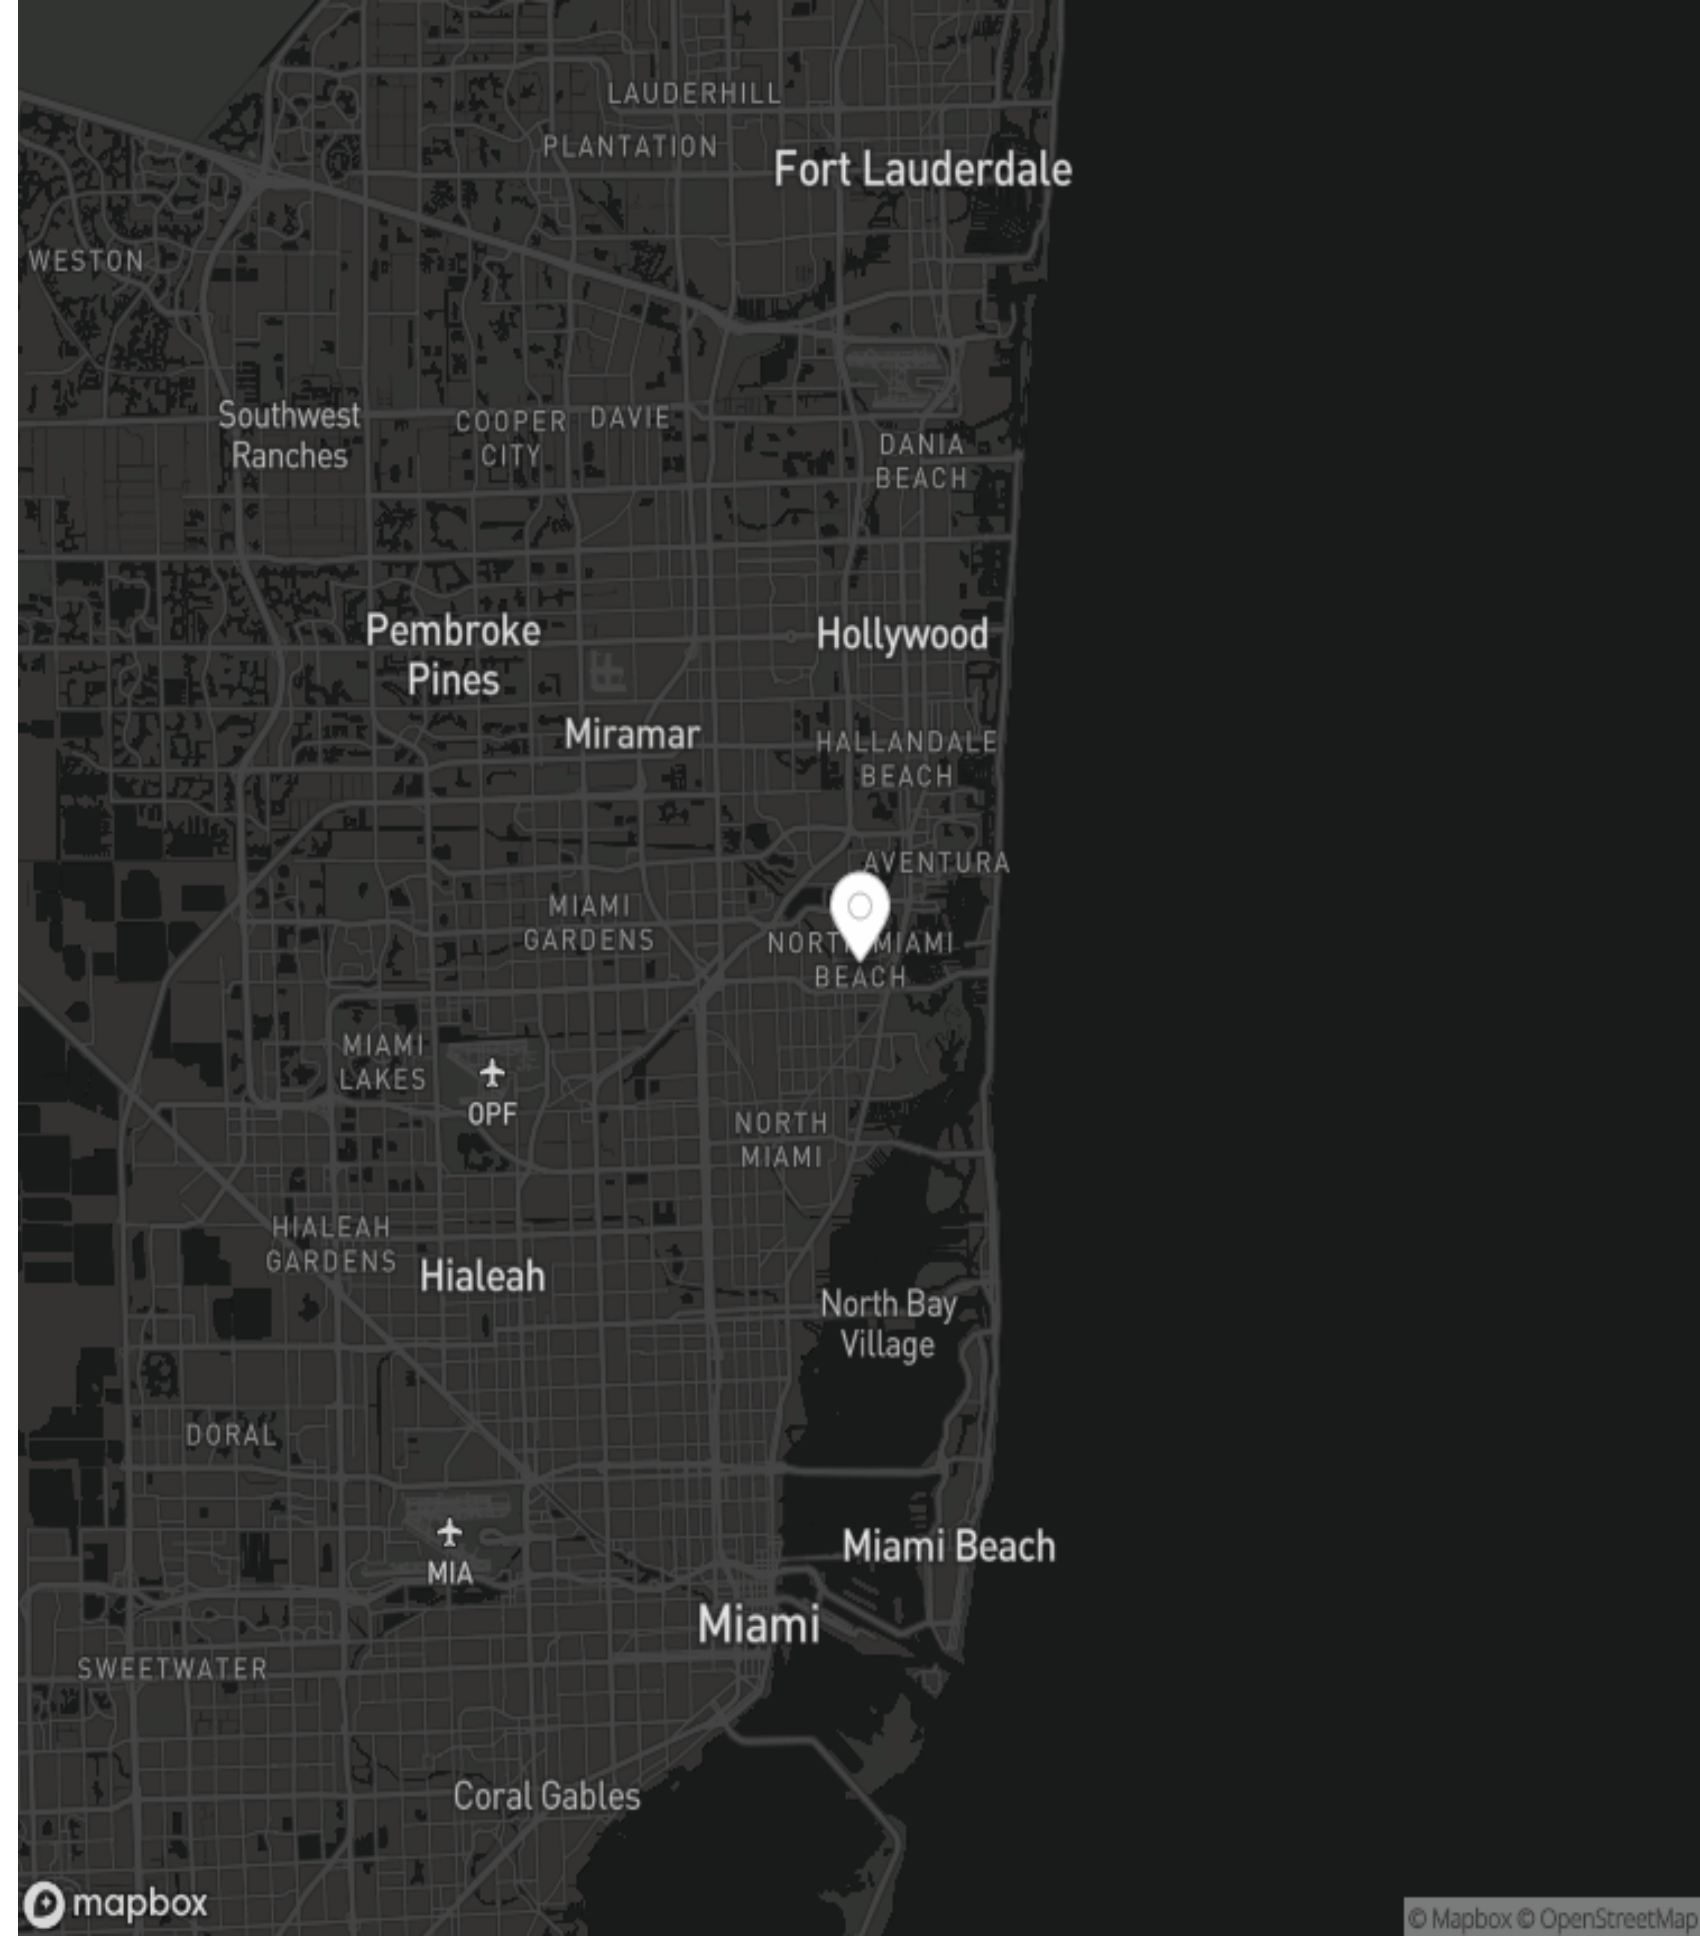 LAUDERHILL
PLANTATION
Fort Lauderdale
WESTON
Southwest
Ranches
COOPER
CITY
DAVIE
DANIA
BEACH
Pembroke
Pines
Hollywood
Miramar
HALLANDALE
BEACH
AVENTURA
MIAMI
GARDENS
NORTH MIAMI
BEACH
MIAMI
LAKES
OPF
NORTH
MIAMI
HIALEAH
GARDENS
Hialeah
North Bay
Village
DORAL
MIA
Miami Beach
Miami
SWEETWATER
Coral Gables
mapbox
© Mapbox © OpenStreetMap